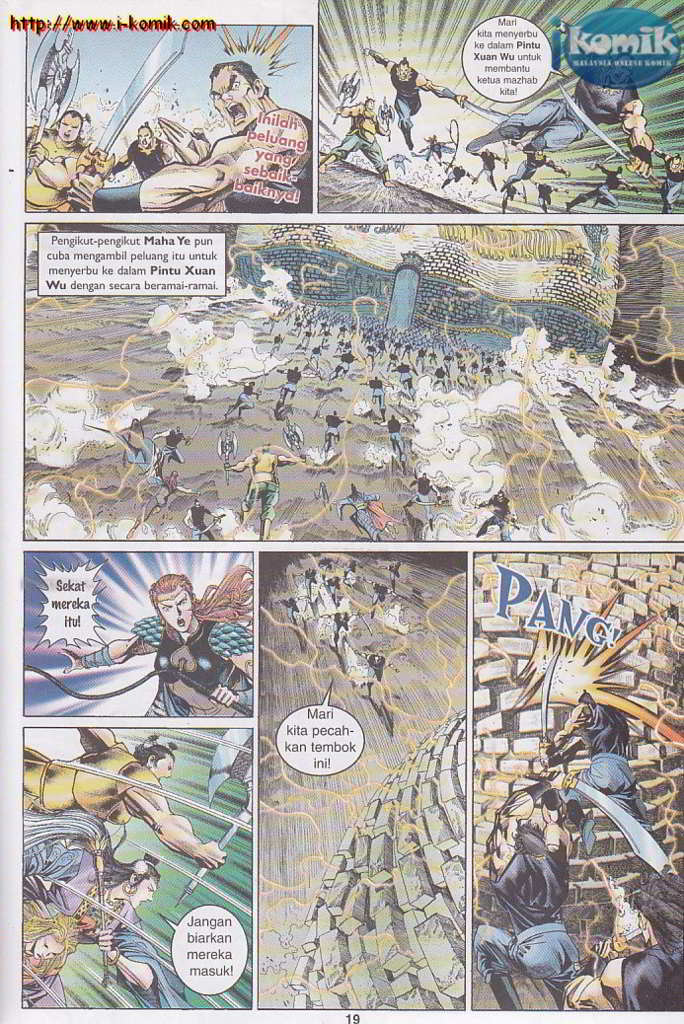 http://www.i-komik.com
i komik
MALAYSIA ONLINE KOMIK
Inilah
peluang
yang
sebaik-
baiknya!
Mari
kita menyerbu
ke dalam Pintu
Xuan Wu untuk
membantu
ketua mazhab
kita!
Pengikut-pengikut Maha Ye pun
cuba mengambil peluang itu untuk
menyerbu ke dalam Pintu Xuan
Wu dengan secara beramai-ramai.
Sekat
mereka
itu!
Jangan
biarkan
mereka
masuk!
Mari
kita pecah-
kan tembok
ini!
PANG!
19